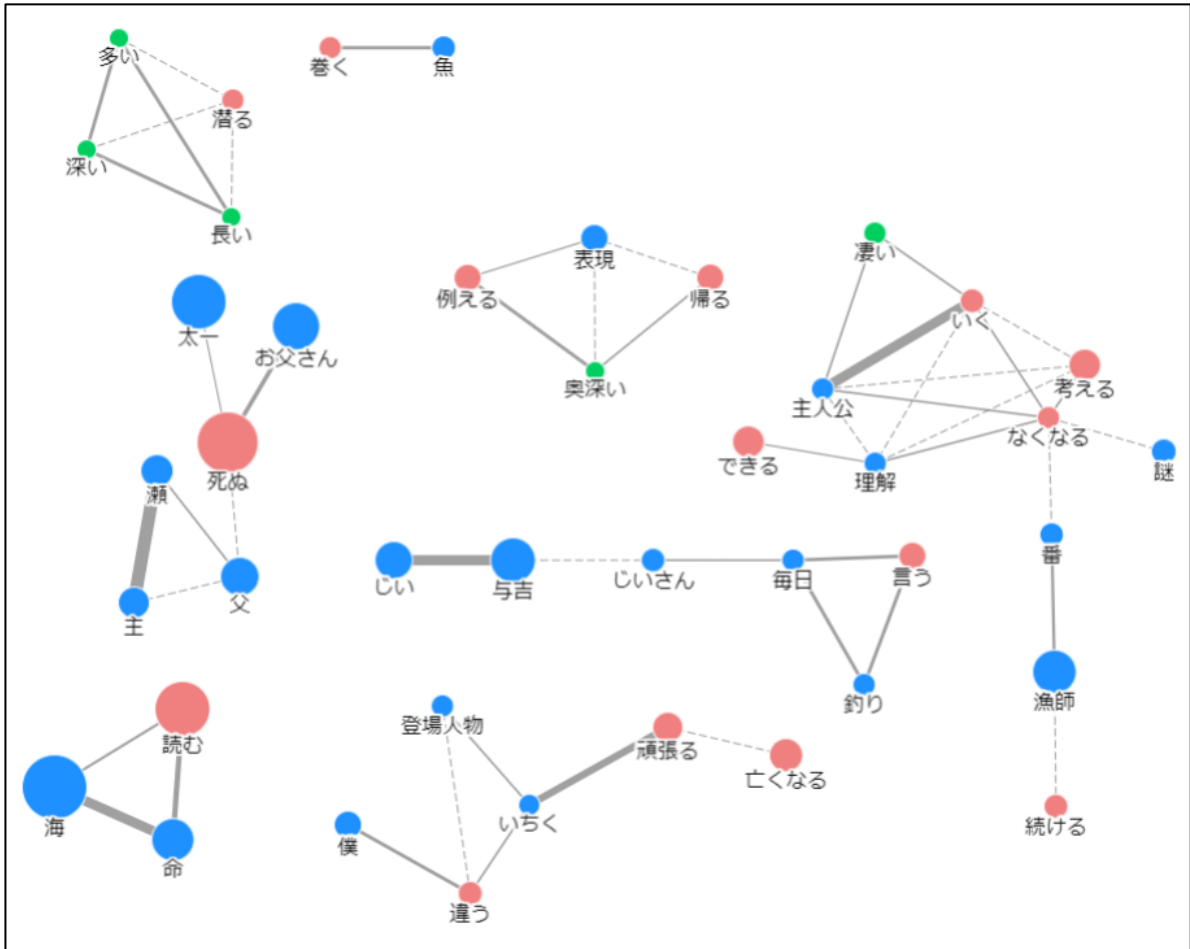 多い
巻く
魚
潜る
深い
長い
表現
凄い
例える
帰る
いく
太一
お父さん
奥深い
考える
主人公
なくなる
できる
理解
謎
死ぬ
瀬
番
じい
与吉
じいさん
毎日
言う
主
父
釣り
漁師
登場人物
読む
頑張る
亡くなる
海
いちく
続ける
僕
命
違う